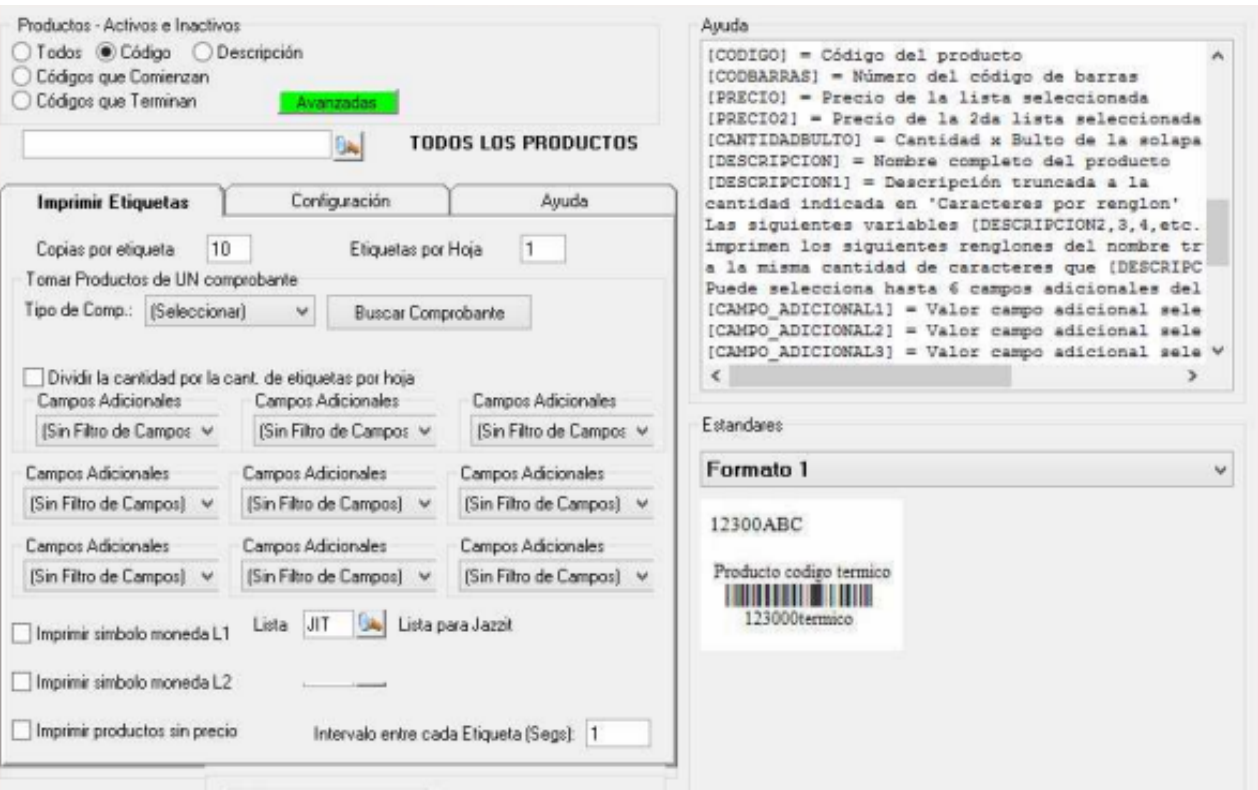 Productos - Activos e Inactivos
Todos Código Descripción
Códigos que Comienzan
Códigos que Terminan
Avanzadas
TODOS LOS PRODUCTOS
Imprimir Etiquetas Configuración Ayuda
Copias por etiqueta 10 Etiquetas por Hoja 1
Tomar Productos de UN comprobante
Tipo de Comp.: (Seleccionar) Buscar Comprobante
Dividir la cantidad por la cant. de etiquetas por hoja
Campos Adicionales Campos Adicionales Campos Adicionales
(Sin Filtro de Campos (Sin Filtro de Campos (Sin Filtro de Campos
Campos Adicionales Campos Adicionales Campos Adicionales
(Sin Filtro de Campos) (Sin Filtro de Campos) (Sin Filtro de Campos)
Campos Adicionales Campos Adicionales Campos Adicionales
(Sin Filtro de Campos) (Sin Filtro de Campos) (Sin Filtro de Campos)
Imprimir simbolo moneda L1 Lista JIT Lista para Jazzit
Imprimir simbolo moneda L2
Imprimir productos sin precio Intervalo entre cada Etiqueta (Segs): 1
Ayuda
[CODIGO] = Código del producto
[CODBARRAS] = Número del código de barras
[PRECIO] = Precio de la lista seleccionada
[PRECIO2] = Precio de la 2da lista seleccionada
[CANTIDADBULTO] = Cantidad x Bulto de la solapa
[DESCRIPCION] = Nombre completo del producto
[DESCRIPCION1] = Descripción truncada a la
cantidad indicada en 'Caracteres por renglon'
Las siguientes variables [DESCRIPCION2,3,4,etc.
imprimen los siguientes renglones del nombre tr
a la misma cantidad de caracteres que [DESCRIPC
Puede selecciona hasta 6 campos adicionales del
[CAMPO_ADICIONAL1] = Valor campo adicional sele
[CAMPO_ADICIONAL2] = Valor campo adicional sele
[CAMPO_ADICIONAL3] = Valor campo adicional sele
Estandares
Formato 1
12300ABC
Producto codigo termico
123000termico